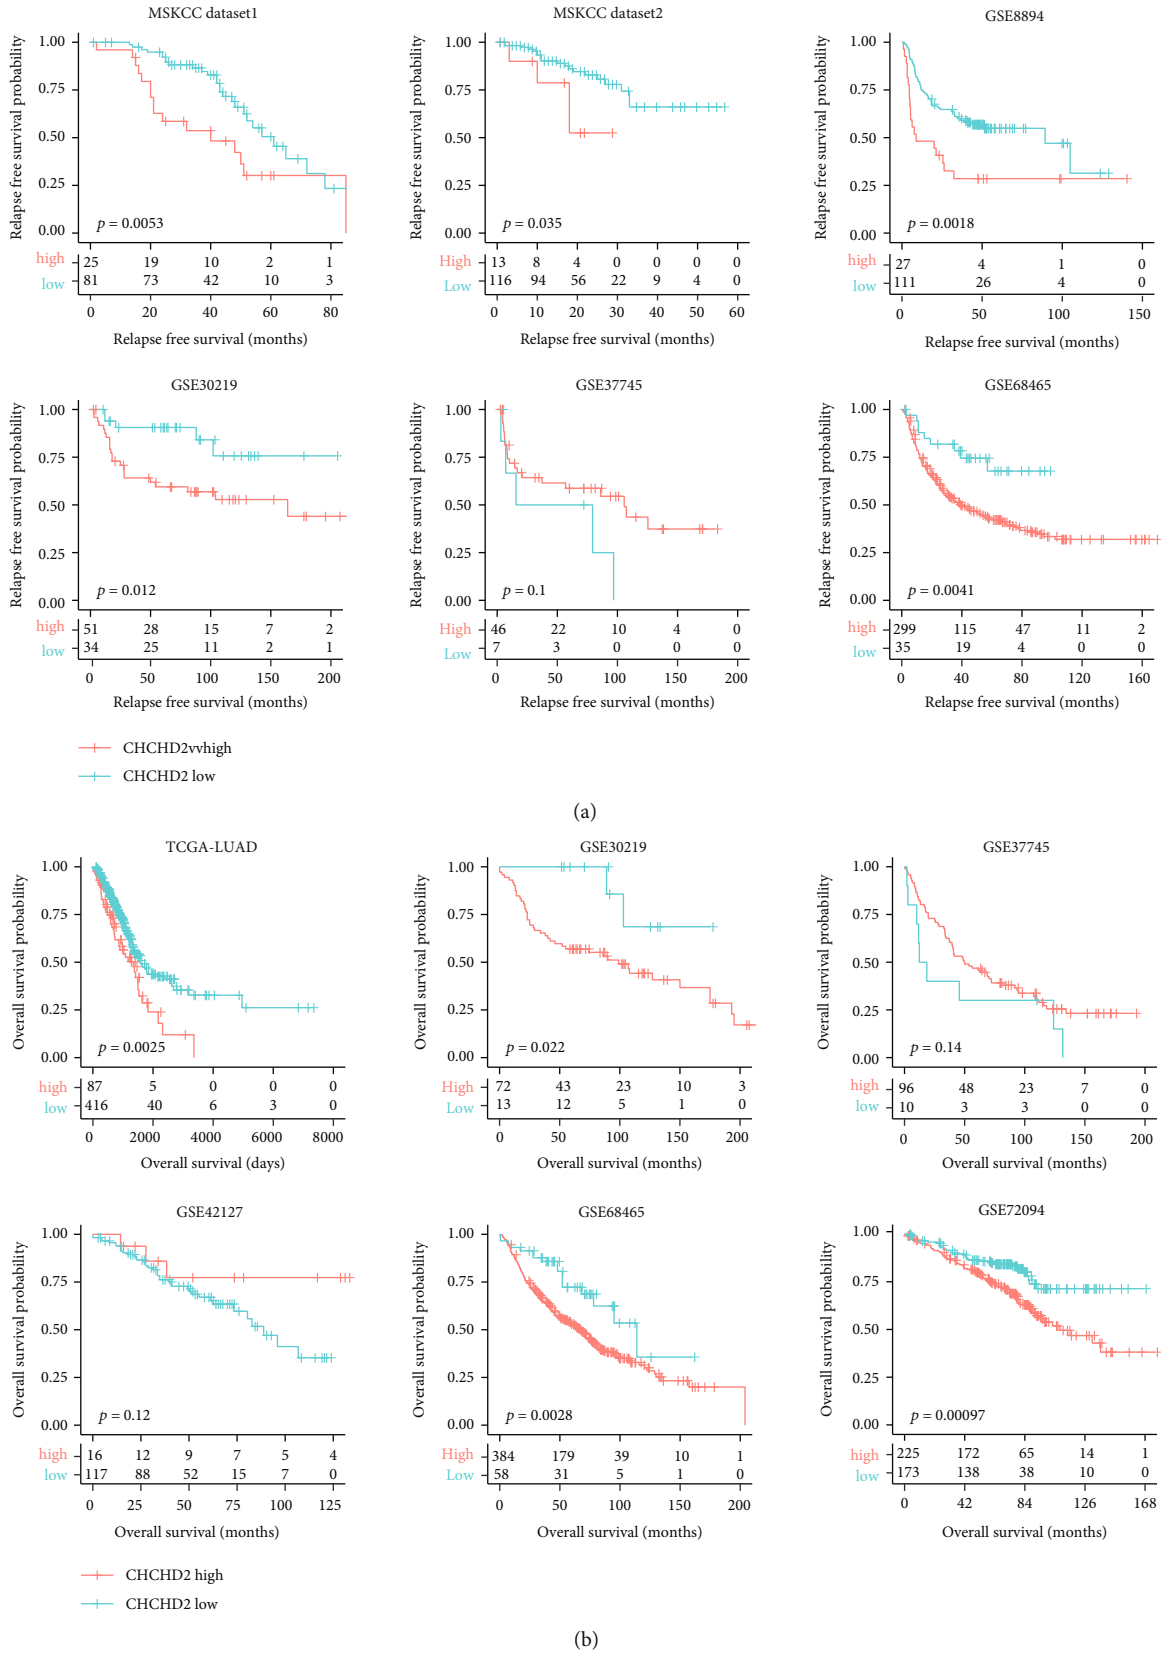 MSKCC dataset1
Relapse free survival probability
1.00
0.75
0.50
0.25
0.00
p = 0.0053
high 25 19 10 2 1
low 81 73 42 10 3
0 20 40 60 80
Relapse free survival (months)
MSKCC dataset2
Relapse free survival probability
1.00
0.75
0.50
0.25
0.00
p = 0.035
High 13 8 4 0 0 0 0
Low 116 94 56 22 9 4 0
0 10 20 30 40 50 60
Relapse free survival (months)
GSE8894
Relapse free survival probability
1.00
0.75
0.50
0.25
0.00
p = 0.0018
high 27 4 1 0
low 111 26 4 0
0 50 100 150
Relapse free survival (months)
GSE30219
Relapse free survival probability
1.00
0.75
0.50
0.25
0.00
p = 0.012
high 51 28 15 7 2
low 34 25 11 2 1
0 50 100 150 200
Relapse free survival (months)
GSE37745
Relapse free survival probability
1.00
0.75
0.50
0.25
0.00
p = 0.1
High 46 22 10 4 0
Low 7 3 0 0 0
0 50 100 150 200
Relapse free survival (months)
GSE68465
Relapse free survival probability
1.00
0.75
0.50
0.25
0.00
p = 0.0041
high 299 115 47 11 2
low 35 19 4 0 0
0 40 80 120 160
Relapse free survival (months)
CHCHD2vvhigh
CHCHD2 low
(a)
TCGA-LUAD
Overall survival probability
1.00
0.75
0.50
0.25
0.00
p = 0.0025
high 87 5 0 0 0
low 416 40 6 3 0
0 2000 4000 6000 8000
Overall survival (days)
GSE30219
Overall survival probability
1.00
0.75
0.50
0.25
0.00
p = 0.022
High 72 43 23 10 3
Low 13 12 5 1 0
0 50 100 150 200
Overall survival (months)
GSE37745
Overall survival probability
1.00
0.75
0.50
0.25
0.00
p = 0.14
high 96 48 23 7 0
low 10 3 3 0 0
0 50 100 150 200
Overall survival (months)
GSE42127
Overall survival probability
1.00
0.75
0.50
0.25
0.00
p = 0.12
high 16 12 9 7 5 4
low 117 88 52 15 7 0
0 25 50 75 100 125
Overall survival (months)
GSE68465
Overall survival probability
1.00
0.75
0.50
0.25
0.00
p = 0.0028
High 384 179 39 10 1
Low 58 31 5 1 0
0 50 100 150 200
Overall survival (months)
GSE72094
Overall survival probability
1.00
0.75
0.50
0.25
0.00
p = 0.00097
high 225 172 65 14 1
low 173 138 38 10 0
0 42 84 126 168
Overall survival (months)
CHCHD2 high
CHCHD2 low
(b)